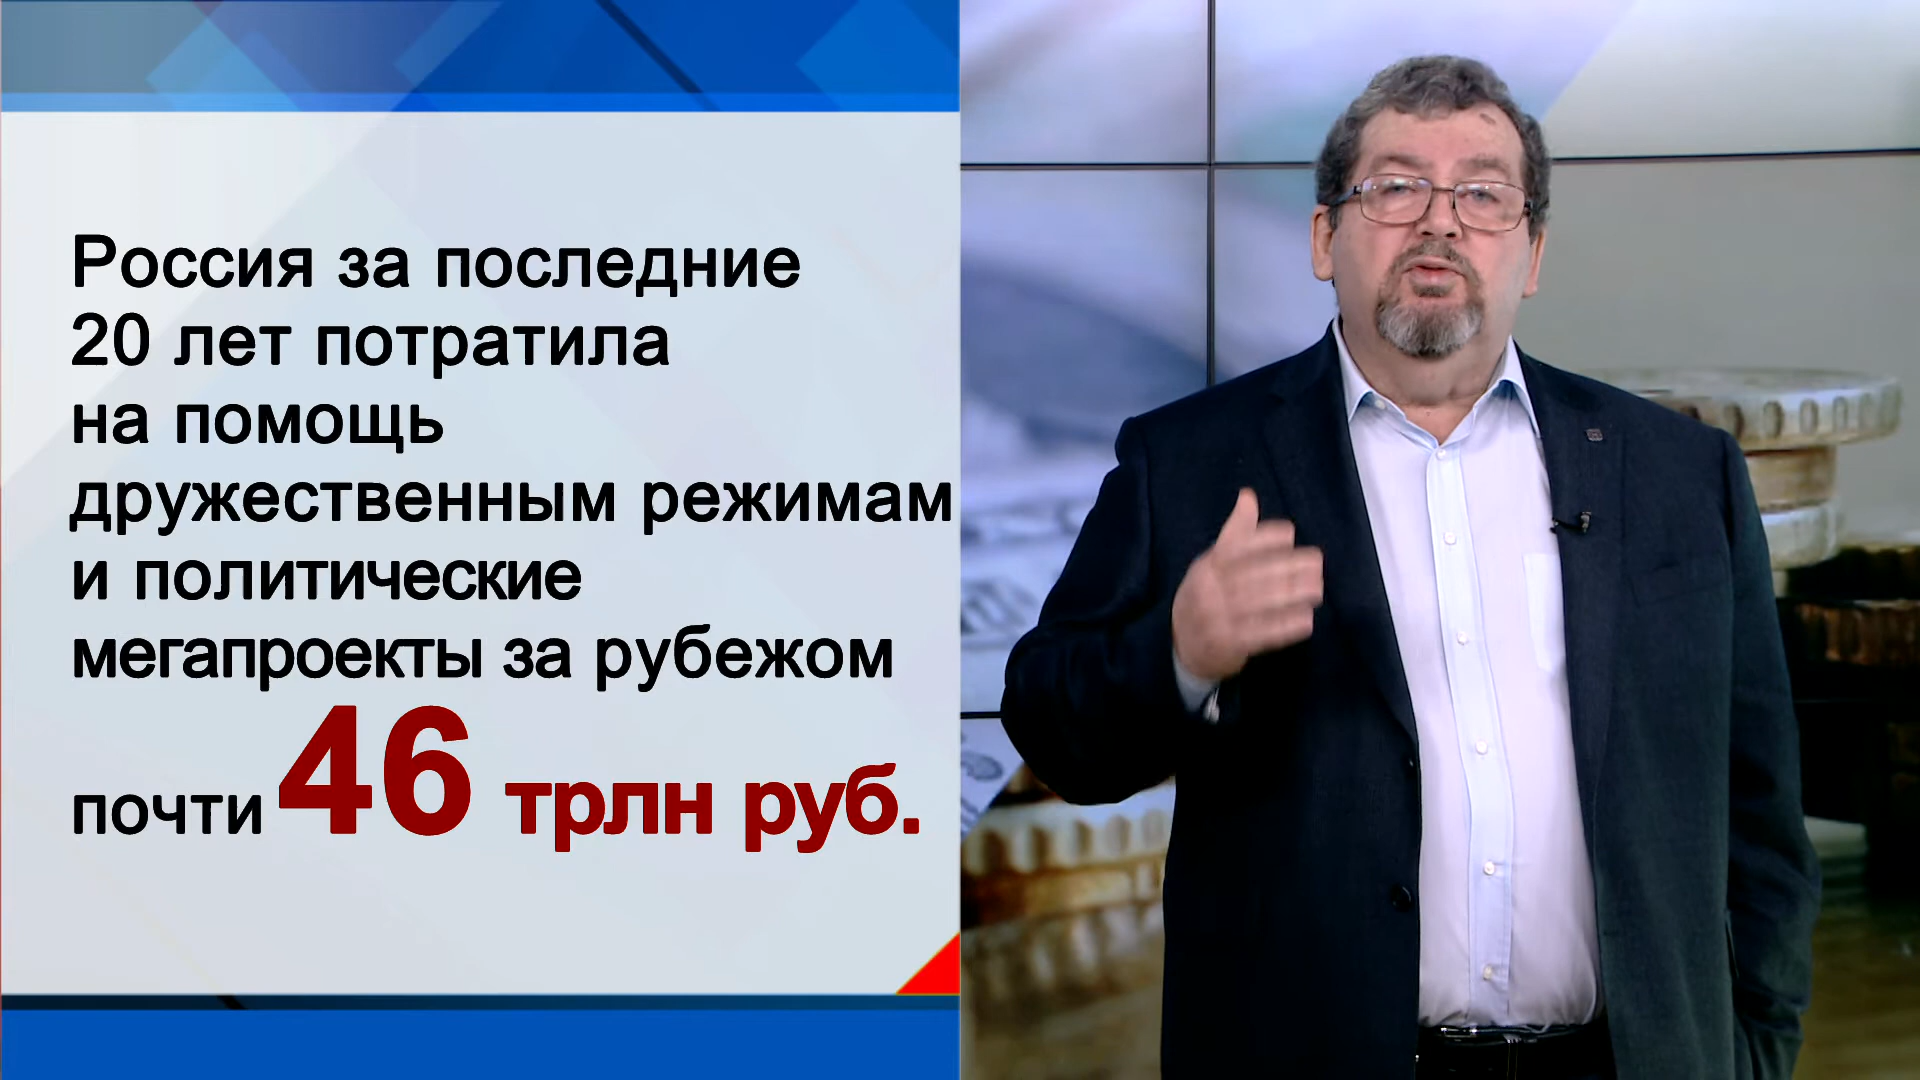 Россия за последние
20 лет потратила
на помощь
дружественным режимам
и политические
мегапроекты за рубежом
почти 46 трлн руб.